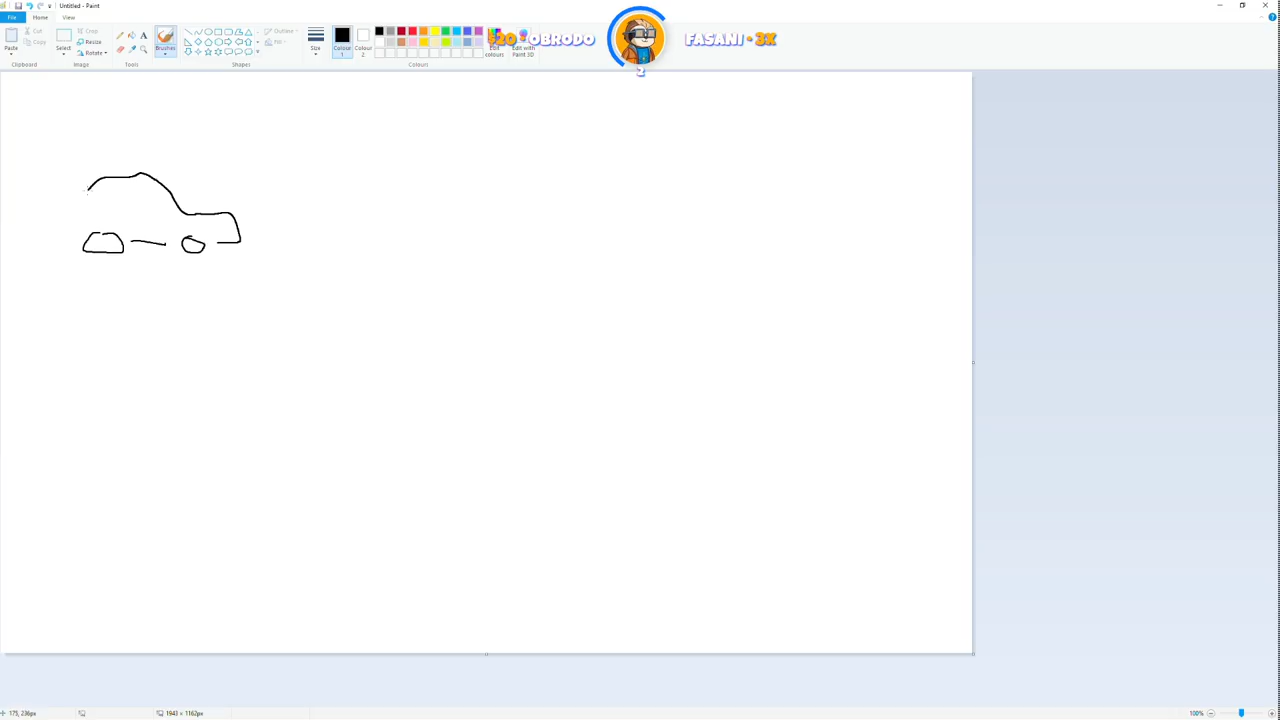 Untitled - Paint
File Home View
Paste
Cut
Copy
Clipboard
Select
Crop
Resize
Rotate
Image
A
Brushes
Tools
Outline
Fill
Shapes
Size
Colour 1
Colour 2
Edit colours
Edit with Paint 3D
Colours
OBRODO
FASANI • 3X
2
175, 236px
1943 × 1162px
100%